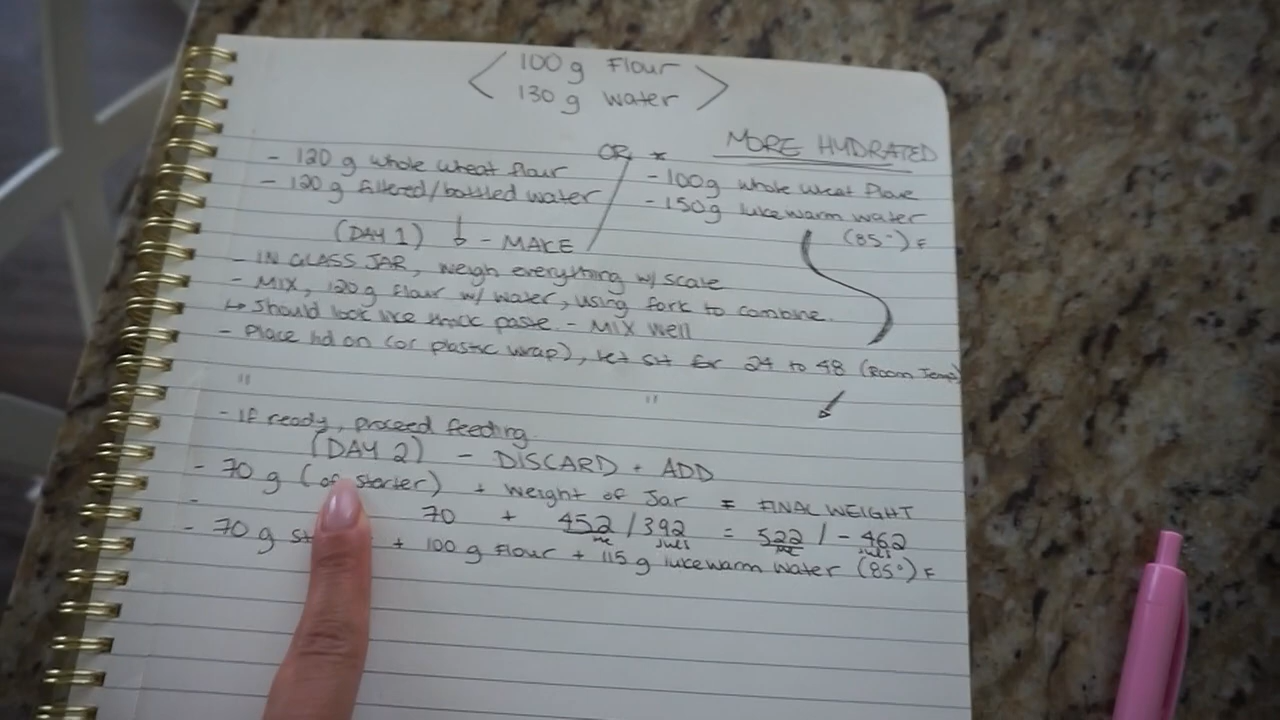 < 100 g Flour >
130 g water
MORE HYDRATED
- 120 g whole wheat flour OR *
- 120 g filtered/bottled water
- 100g whole wheat
- 150g lukewarm water
(85°) F
(DAY 1) - MAKE
- IN GLASS JAR, weigh everything w/ scale
- MIX, 120g flour w/ water, using fork to combine.
↳ Should look like thick paste - MIX well
- Place lid on (or plastic wrap), let sit for 24 to 48 (Room Temp)
" "
- If ready, proceed feeding
(DAY 2) - DISCARD + ADD
- 70 g (of starter) + weight of Jar = FINAL WEIGHT
- 70 + 452 / 392 = 522 / - 462
me me
- 70 g + 100 g flour + 115 g lukewarm water (85°) F